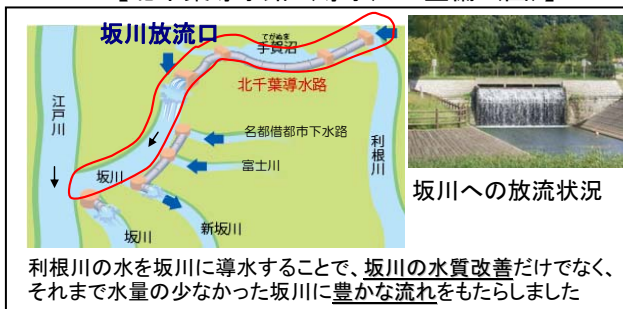 坂川放流口
てがぬま
手賀沼
北千葉導水路
江戸川
名都借都市下水路
富士川
利根川
坂川
坂川
新坂川
坂川への放流状況
利根川の水を坂川に導水することで、坂川の水質改善だけでなく、
それまで水量の少なかった坂川に豊かな流れをもたらしました